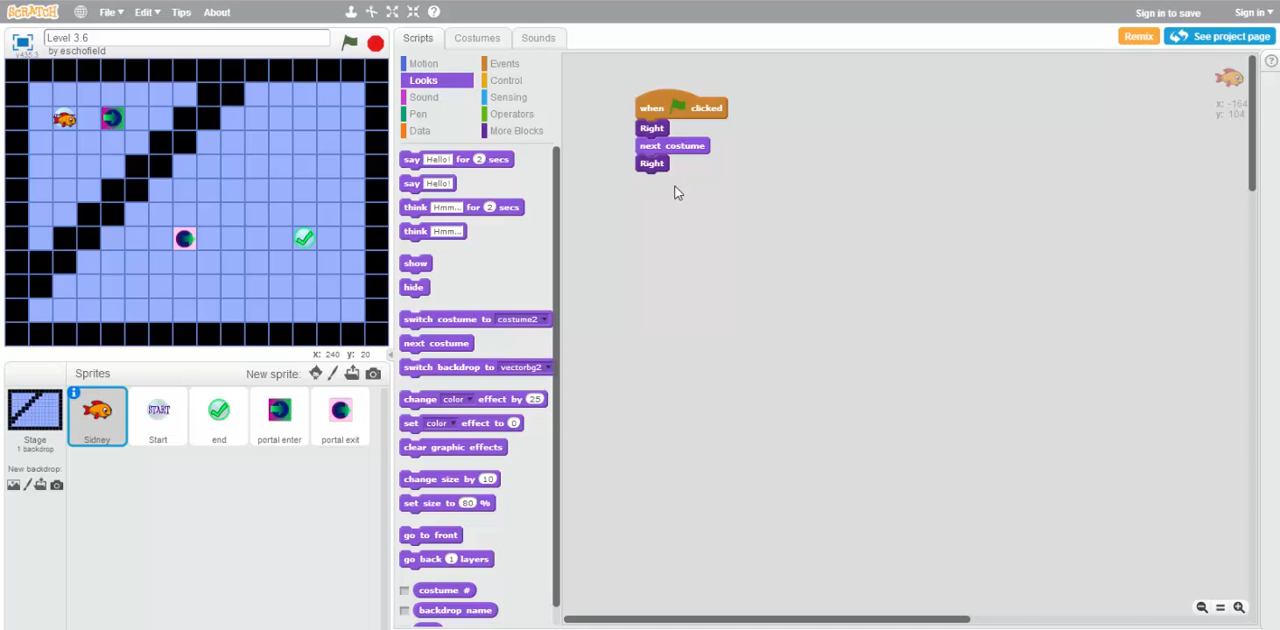 SCRATCH File Edit Tips About Sign in to save Sign in
Level 3.6
by eschofield
v435.3
Scripts Costumes Sounds
Remix See project page
Motion Events
Looks Control
Sound Sensing
Pen Operators
Data More Blocks
say Hello! for 2 secs
say Hello!
think Hmm... for 2 secs
think Hmm...
show
hide
switch costume to costume2
next costume
switch backdrop to vectorbg2
change color effect by 25
set color effect to 0
clear graphic effects
change size by 10
set size to 80 %
go to front
go back 1 layers
costume #
backdrop name
when clicked
Right
next costume
Right
x: -164
y: 104
x: 240 y: 20
Sprites New sprite:
START
Stage
1 backdrop
Sidney Start end portal enter portal exit
New backdrop: